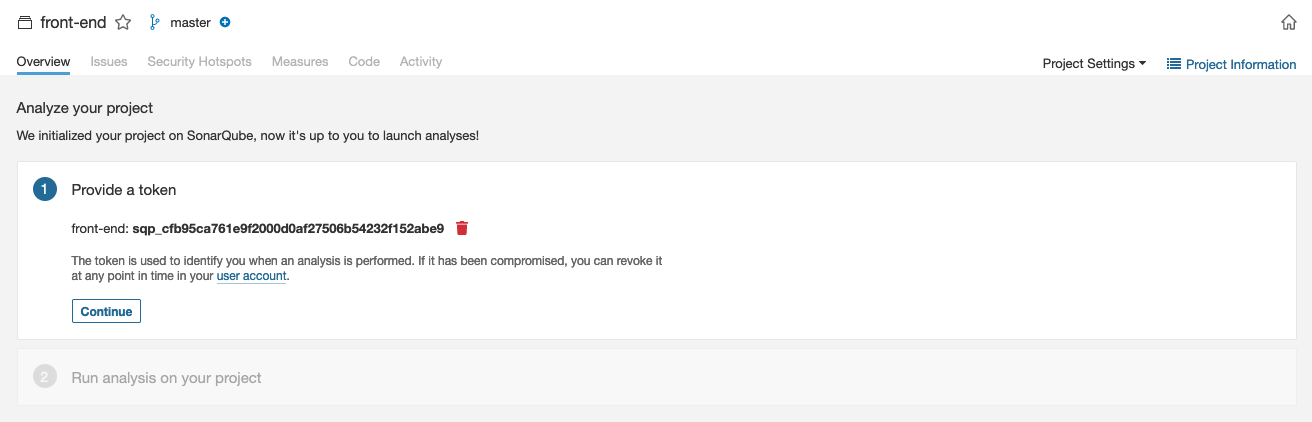 front-end master
Overview Issues Security Hotspots Measures Code Activity Project Settings Project Information
Analyze your project
We initialized your project on SonarQube, now it's up to you to launch analyses!
1 Provide a token
front-end: sqp_cfb95ca761e9f2000d0af27506b54232f152abe9
The token is used to identify you when an analysis is performed. If it has been compromised, you can revoke it
at any point in time in your user account.
Continue
2 Run analysis on your project